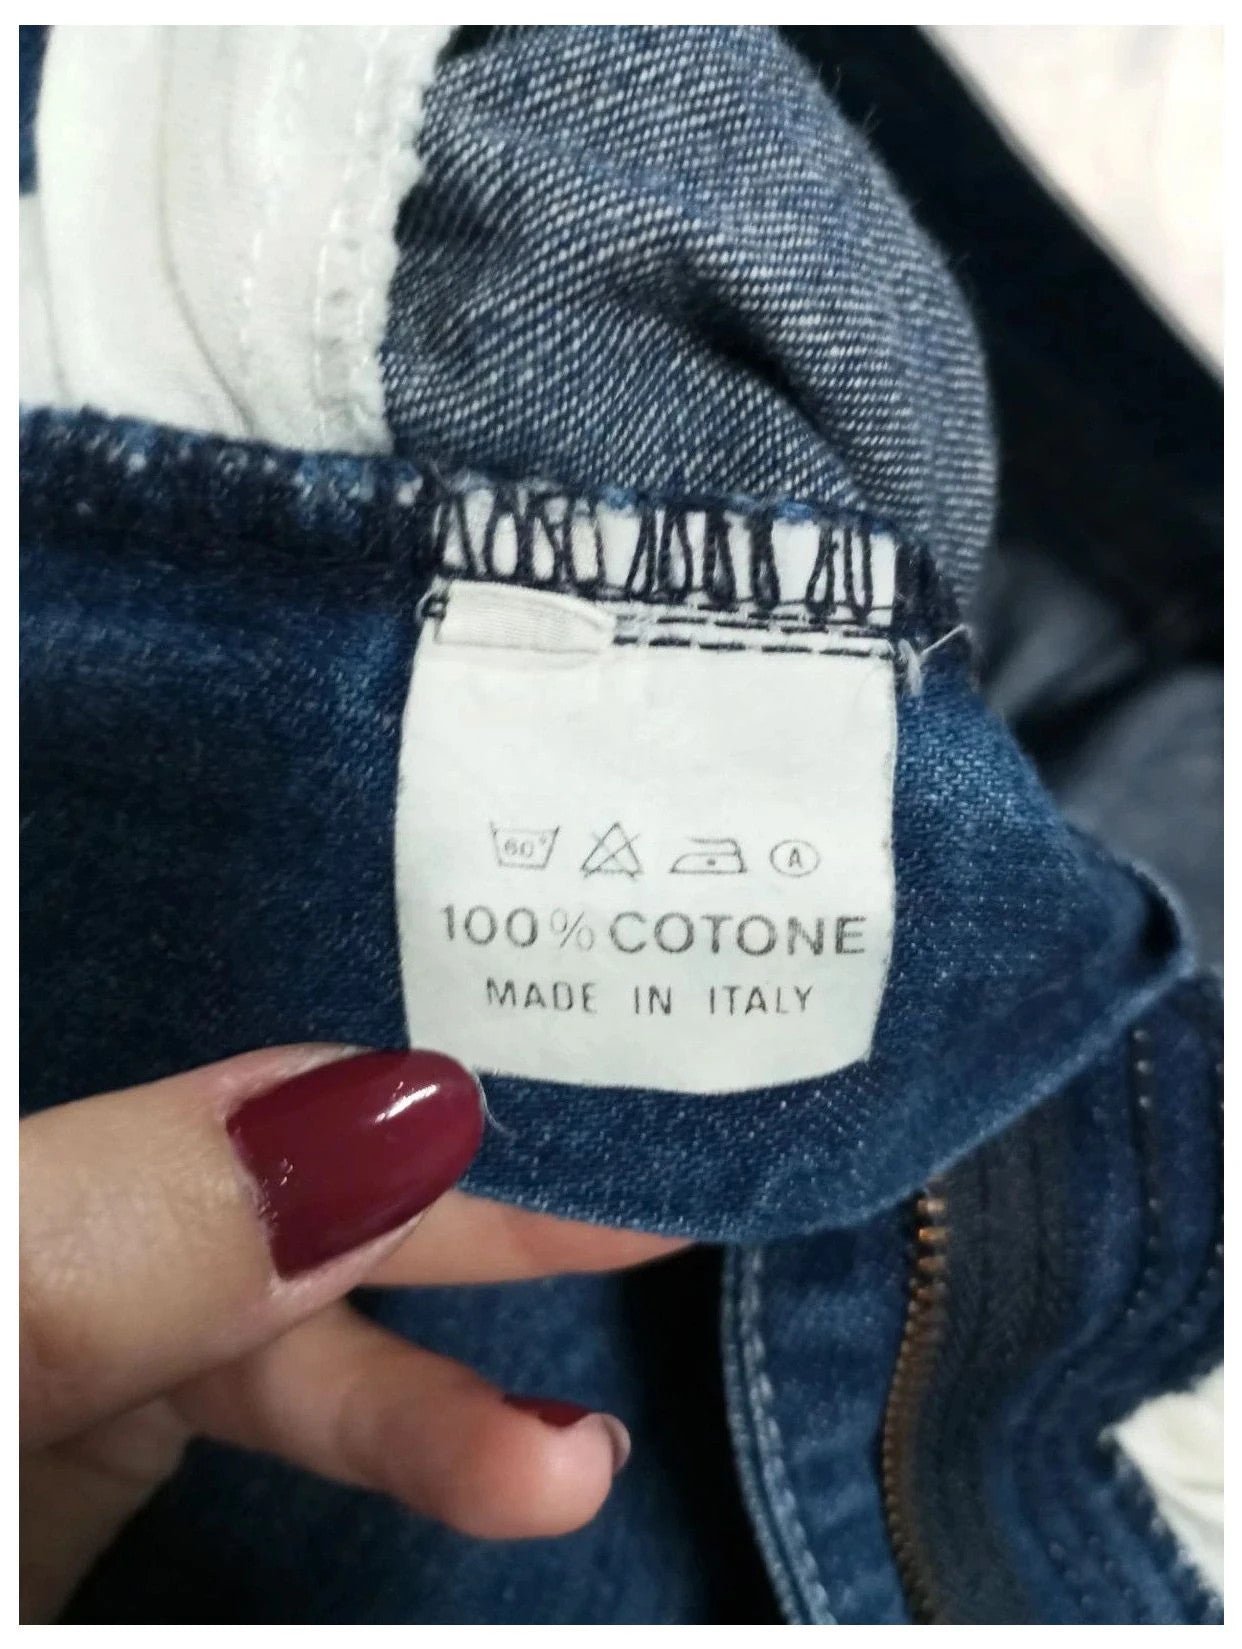 60°
A
100% COTONE
MADE IN ITALY